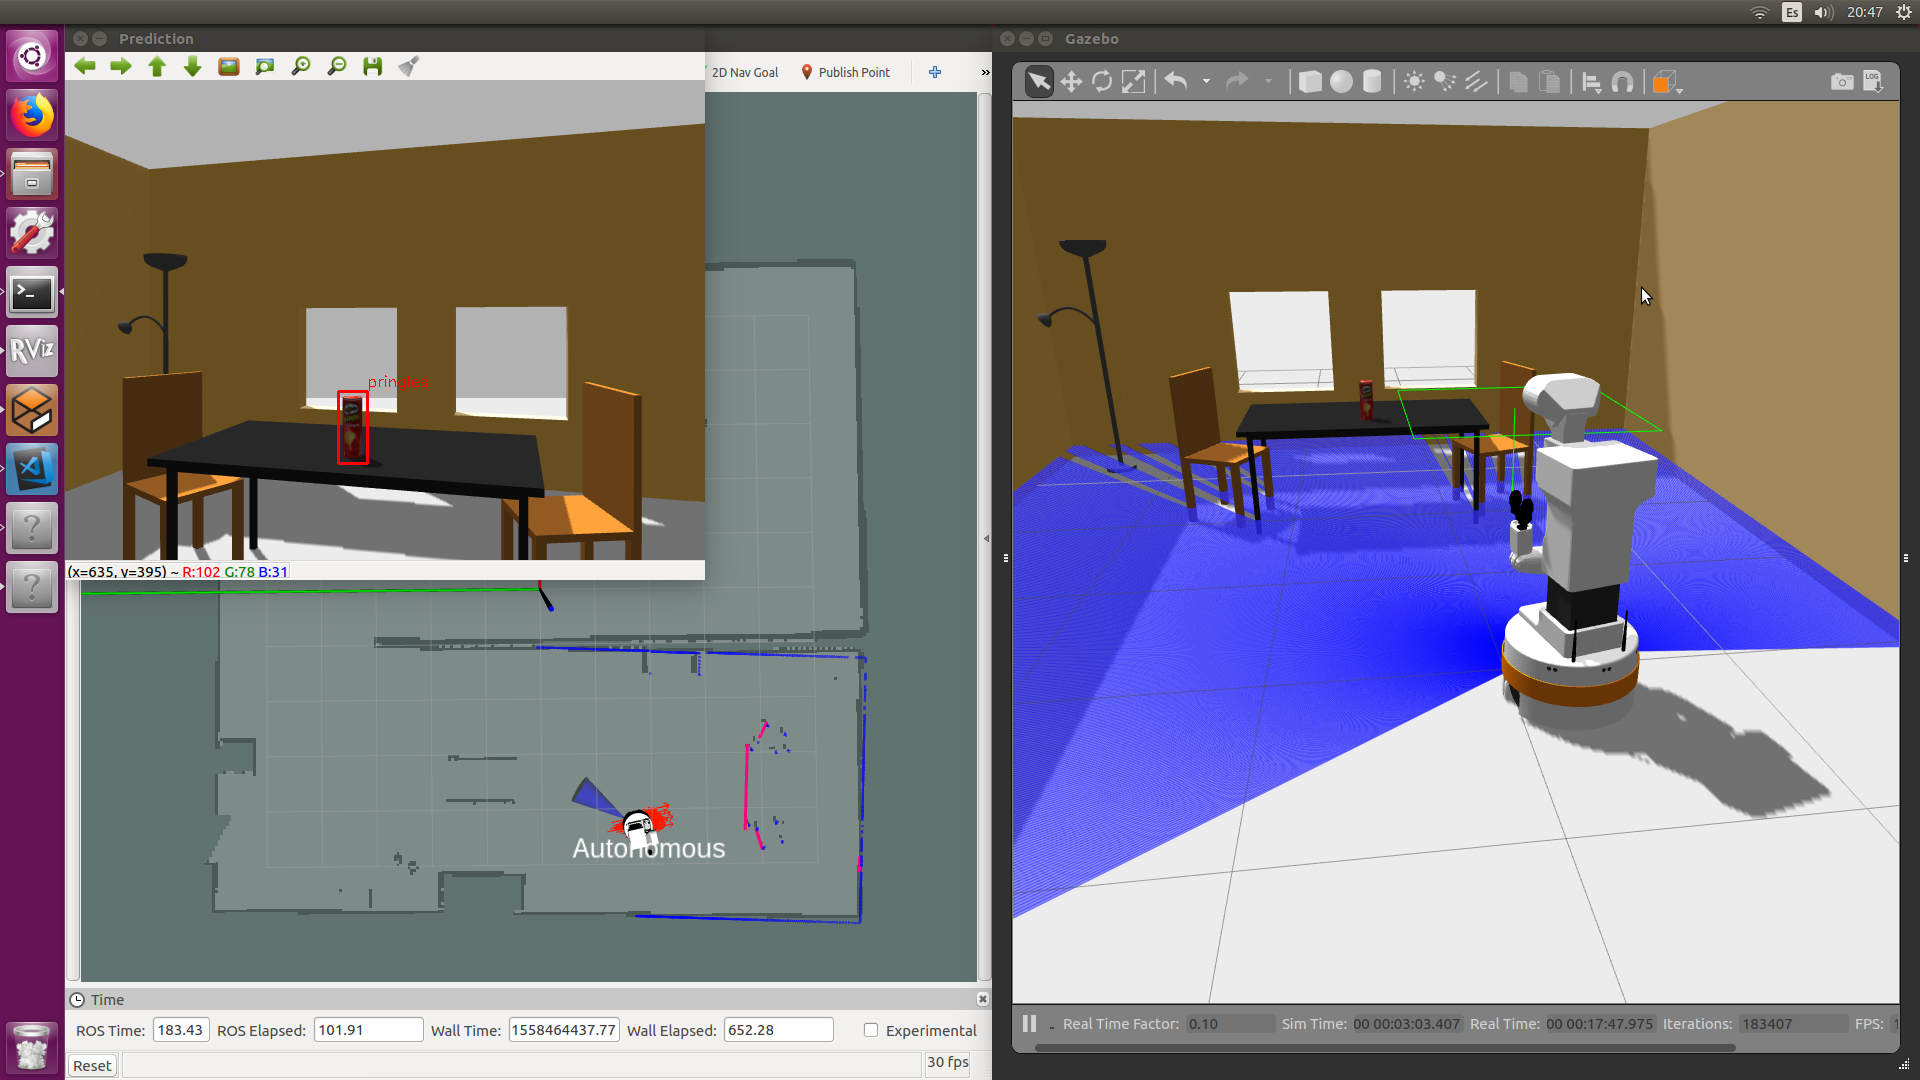 Es
20:47
Prediction
2D Nav Goal
Publish Point
»
pringles
(x=635, y=395) ~ R:102 G:78 B:31
Autonomous
Time
ROS Time: 183.43 ROS Elapsed: 101.91 Wall Time: 1558464437.77 Wall Elapsed: 652.28 Experimental
Reset
30 fps
Gazebo
LOG
Real Time Factor: 0.10 Sim Time: 00 00:03:03.407 Real Time: 00 00:17:47.975 Iterations: 183407 FPS:
RViz